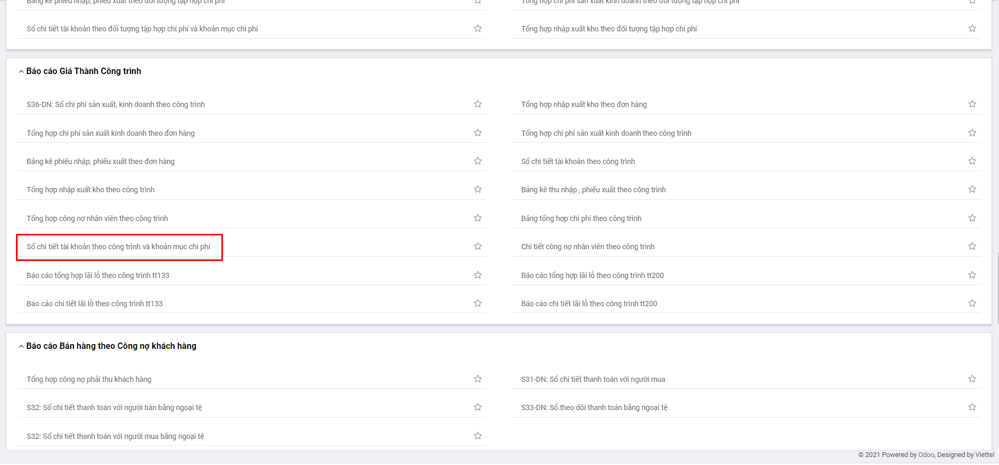 Bảng kê phiếu nhập, phiếu xuất theo đối tượng tập hợp chi phí
Tổng hợp chi phí sản xuất kinh doanh theo đối tượng tập hợp chi phí
Sổ chi tiết tài khoản theo đối tượng tập hợp chi phí và khoản mục chi phí
Tổng hợp nhập xuất kho theo đối tượng tập hợp chi phí
Báo cáo Giá Thành Công trình
S36-DN: Sổ chi phí sản xuất, kinh doanh theo công trình
Tổng hợp nhập xuất kho theo đơn hàng
Tổng hợp chi phí sản xuất kinh doanh theo đơn hàng
Tổng hợp chi phí sản xuất kinh doanh theo công trình
Bảng kê phiếu nhập, phiếu xuất theo đơn hàng
Sổ chi tiết tài khoản theo công trình
Tổng hợp nhập xuất kho theo công trình
Bảng kê thu nhập , phiếu xuất theo công trình
Tổng hợp công nợ nhân viên theo công trình
Bảng tổng hợp chi phí theo công trình
Sổ chi tiết tài khoản theo công trình và khoản mục chi phí
Chi tiết công nợ nhân viên theo công trình
Báo cáo tổng hợp lãi lỗ theo công trình tt133
Báo cáo tổng hợp lãi lỗ theo công trình tt200
Báo cáo chi tiết lãi lỗ theo công trình tt133
Báo cáo chi tiết lãi lỗ theo công trình tt200
Báo cáo Bán hàng theo Công nợ khách hàng
Tổng hợp công nợ phải thu khách hàng
S31-DN: Sổ chi tiết thanh toán với người mua
S32: Sổ chi tiết thanh toán với người bán bằng ngoại tệ
S33-DN: Sổ theo dõi thanh toán bằng ngoại tệ
S32: Sổ chi tiết thanh toán với người mua bằng ngoại tệ
© 2021 Powered by Odoo, Designed by Viettel